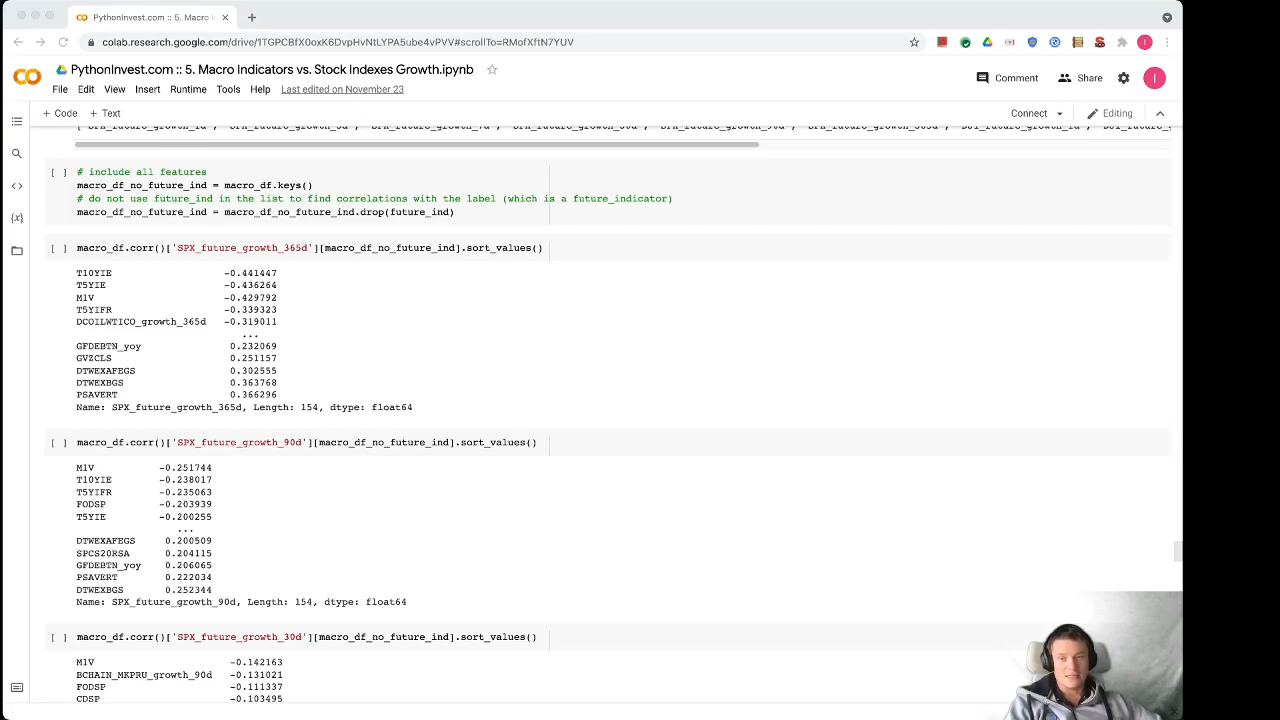 PythonInvest.com :: 5. Macro I
colab.research.google.com/drive/1TGPCBfX0oxK6DvpHvNtLYPA5ube4vPVV#scrollTo=RMofXftN7YUV
PythonInvest.com :: 5. Macro Indicators vs. Stock Indexes Growth.ipynb
Comment
Share
I
File Edit View Insert Runtime Tools Help Last edited on November 23
+ Code + Text
Connect
Editing
[ ] # include all features
macro_df_no_future_ind = macro_df.keys()
# do not use future_ind in the list to find correlations with the label (which is a future_indicator)
macro_df_no_future_ind = macro_df_no_future_ind.drop(future_ind)
[ ] macro_df.corr()['SPX_future_growth_365d'][macro_df_no_future_ind].sort_values()
T10YIE -0.441447
T5YIE -0.436264
M1V -0.429792
T5YIFR -0.339323
DCOILWTICO_growth_365d -0.319011
...
GFDEBTN_yoy 0.232069
GVZCLS 0.251157
DTWEXAFEGS 0.302555
DTWEXBGS 0.363768
PSAVERT 0.366296
Name: SPX_future_growth_365d, Length: 154, dtype: float64
[ ] macro_df.corr()['SPX_future_growth_90d'][macro_df_no_future_ind].sort_values()
M1V -0.251744
T10YIE -0.238017
T5YIFR -0.235063
FODSP -0.203939
T5YIE -0.200255
...
DTWEXAFEGS 0.200509
SPCS20RSA 0.204115
GFDEBTN_yoy 0.206065
PSAVERT 0.222034
DTWEXBGS 0.252344
Name: SPX_future_growth_90d, Length: 154, dtype: float64
[ ] macro_df.corr()['SPX_future_growth_30d'][macro_df_no_future_ind].sort_values()
M1V -0.142163
BCHAIN_MKPRU_growth_90d -0.131021
FODSP -0.111337
CDSP -0.103495